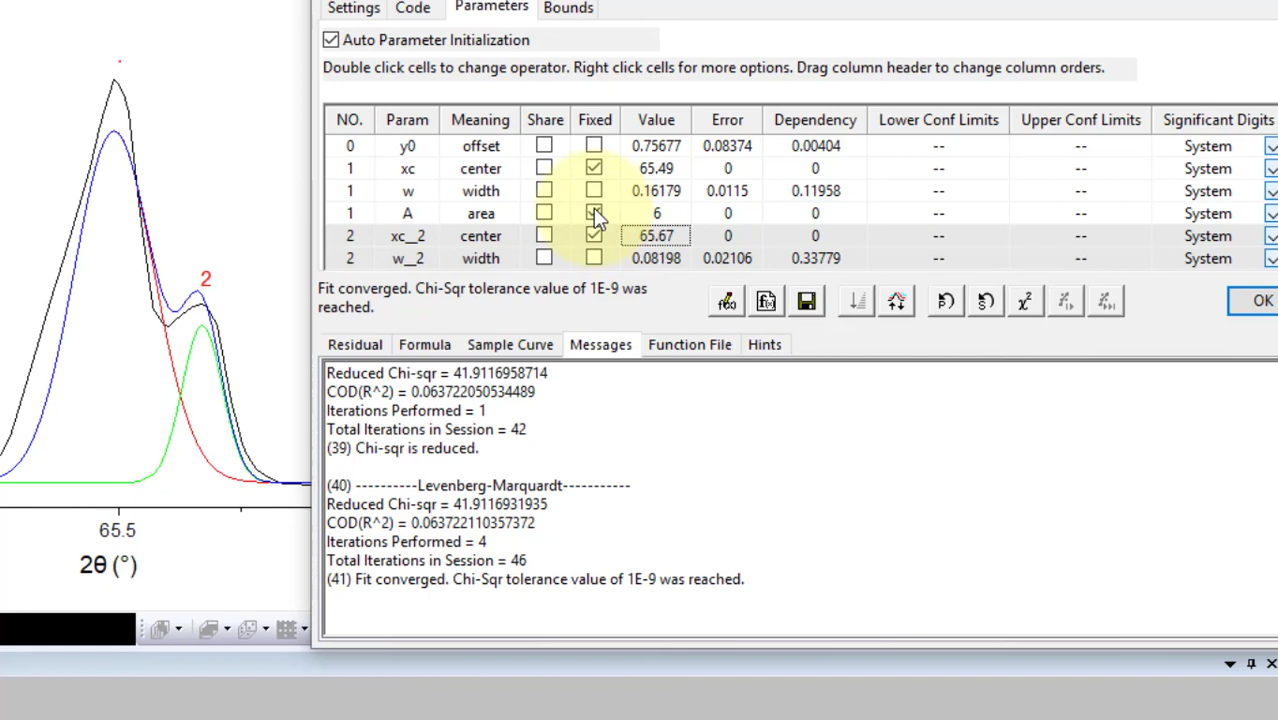 Settings Code Parameters Bounds
Auto Parameter Initialization
Double click cells to change operator. Right click cells for more options. Drag column header to change column orders.
NO. Param Meaning Share Fixed Value Error Dependency Lower Conf Limits Upper Conf Limits Significant Digits
0 y0 offset 0.75677 0.08374 0.00404 -- -- System
1 xc center 65.49 0 0 -- -- System
1 w width 0.16179 0.0115 0.11958 -- -- System
1 A area 6 0 0 -- -- System
2 xc__2 center 65.67 0 0 -- -- System
2 w__2 width 0.08198 0.02106 0.33779 -- -- System
Fit converged. Chi-Sqr tolerance value of 1E-9 was
reached.
OK
Residual Formula Sample Curve Messages Function File Hints
Reduced Chi-sqr = 41.9116958714
COD(R^2) = 0.063722050534489
Iterations Performed = 1
Total Iterations in Session = 42
(39) Chi-sqr is reduced.
(40) ----------Levenberg-Marquardt-----------
Reduced Chi-sqr = 41.9116931935
COD(R^2) = 0.063722110357372
Iterations Performed = 4
Total Iterations in Session = 46
(41) Fit converged. Chi-Sqr tolerance value of 1E-9 was reached.
2
65.5
2θ (°)